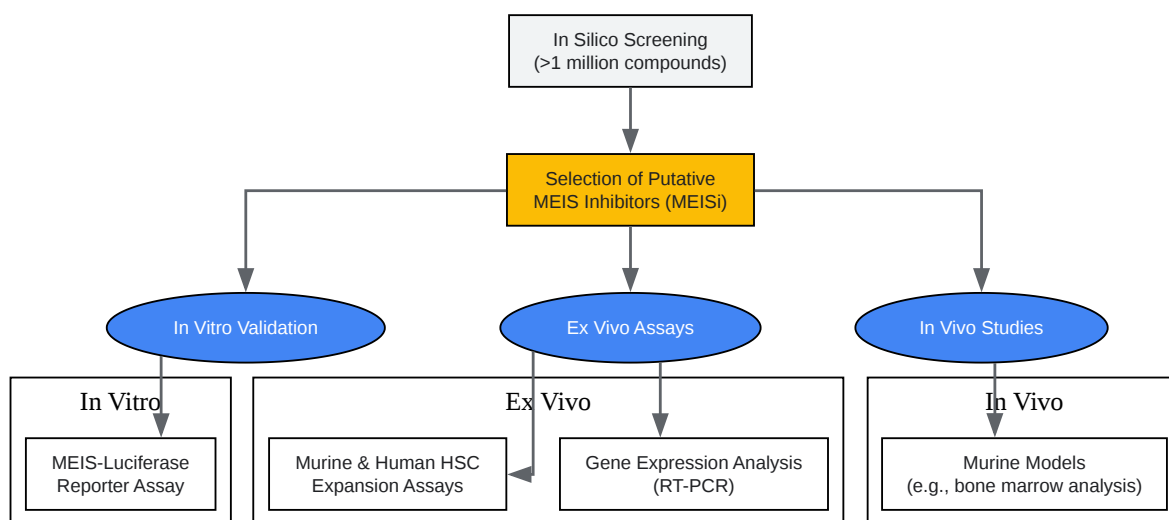 In Silico Screening
(>1 million compounds)
Selection of Putative
MEIS Inhibitors (MEISi)
In Vitro Validation
Ex Vivo Assays
In Vivo Studies
In Vitro
Ex Vivo
In Vivo
MEIS-Luciferase
Reporter Assay
Murine & Human HSC
Expansion Assays
Gene Expression Analysis
(RT-PCR)
Murine Models
(e.g., bone marrow analysis)